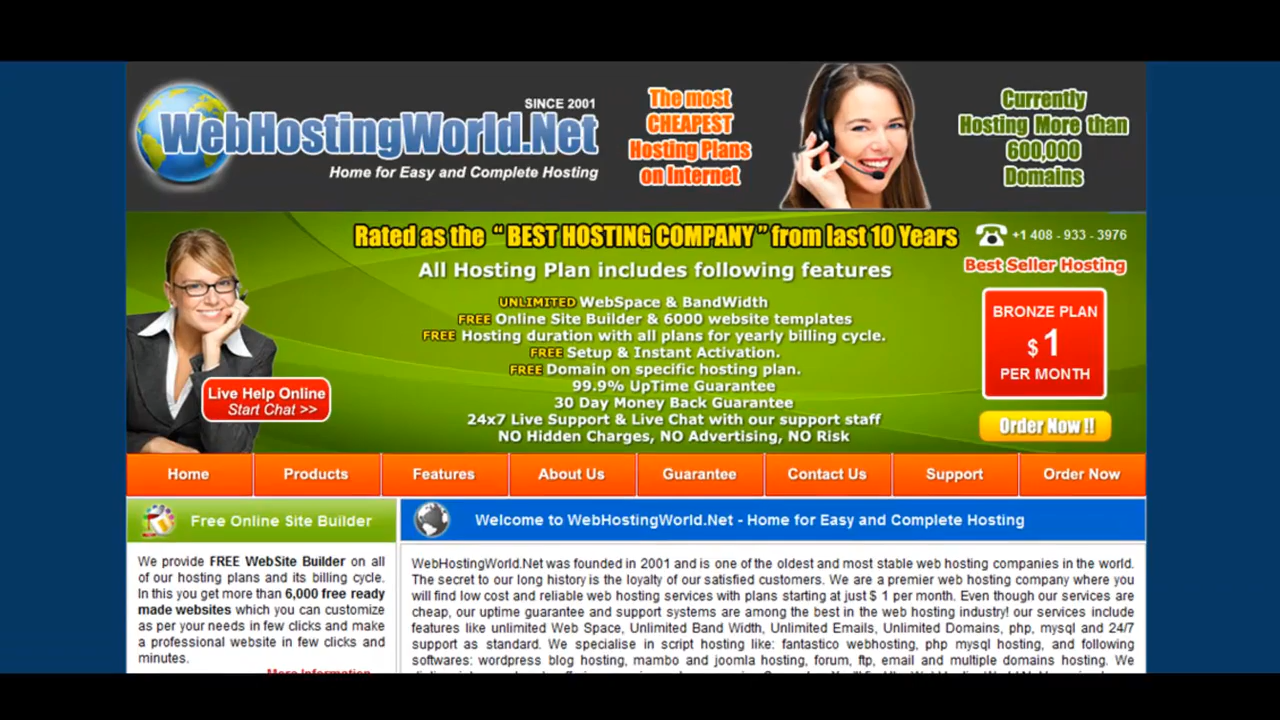 SINCE 2001
WebHostingWorld.Net
Home for Easy and Complete Hosting
The most
CHEAPEST
Hosting Plans
on Internet
Currently
Hosting More than
600,000
Domains
Rated as the “ BEST HOSTING COMPANY ” from last 10 Years
+1 408 - 933 - 3976
All Hosting Plan includes following features
Best Seller Hosting
UNLIMITED WebSpace & BandWidth
FREE Online Site Builder & 6000 website templates
FREE Hosting duration with all plans for yearly billing cycle.
FREE Setup & Instant Activation.
FREE Domain on specific hosting plan.
99.9% UpTime Guarantee
30 Day Money Back Guarantee
24x7 Live Support & Live Chat with our support staff
NO Hidden Charges, NO Advertising, NO Risk
BRONZE PLAN
$ 1
PER MONTH
Order Now !!
Live Help Online
Start Chat >>
Home
Products
Features
About Us
Guarantee
Contact Us
Support
Order Now
Free Online Site Builder
We provide FREE WebSite Builder on all
of our hosting plans and its billing cycle.
In this you get more than 6,000 free ready
made websites which you can customize
as per your needs in few clicks and make
a professional website in few clicks and
minutes.
More Information
Welcome to WebHostingWorld.Net - Home for Easy and Complete Hosting
WebHostingWorld.Net was founded in 2001 and is one of the oldest and most stable web hosting companies in the world.
The secret to our long history is the loyalty of our satisfied customers. We are a premier web hosting company where you
will find low cost and reliable web hosting services with plans starting at just $ 1 per month. Even though our services are
cheap, our uptime guarantee and support systems are among the best in the web hosting industry! our services include
features like unlimited Web Space, Unlimited Band Width, Unlimited Emails, Unlimited Domains, php, mysql and 24/7
support as standard. We specialise in script hosting like: fantastico webhosting, php mysql hosting, and following
softwares: wordpress blog hosting, mambo and joomla hosting, forum, ftp, email and multiple domains hosting. We